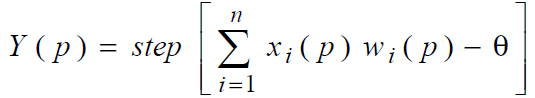 Y ( p ) = step [ n ∑ i=1 x_i ( p ) w_i ( p ) − θ ]